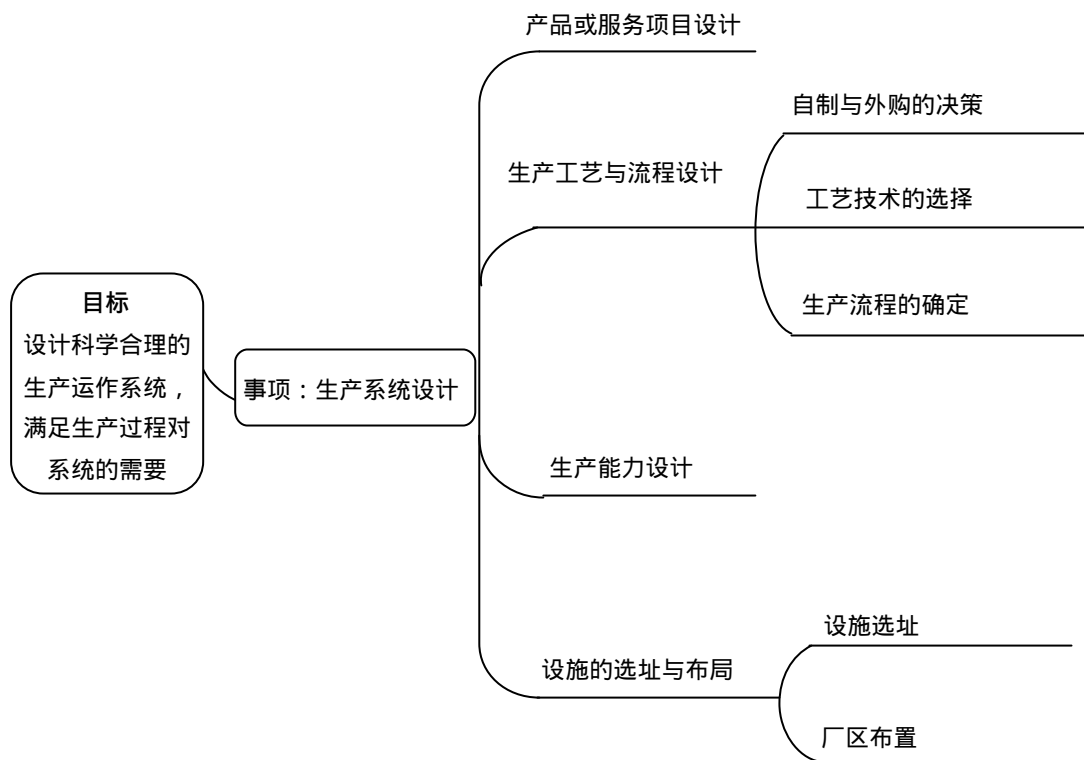 产品或服务项目设计
自制与外购的决策
生产工艺与流程设计
工艺技术的选择
生产流程的确定
目标
设计科学合理的
生产运作系统，
满足生产过程对
系统的需要
事项：生产系统设计
生产能力设计
设施选址
设施的选址与布局
厂区布置